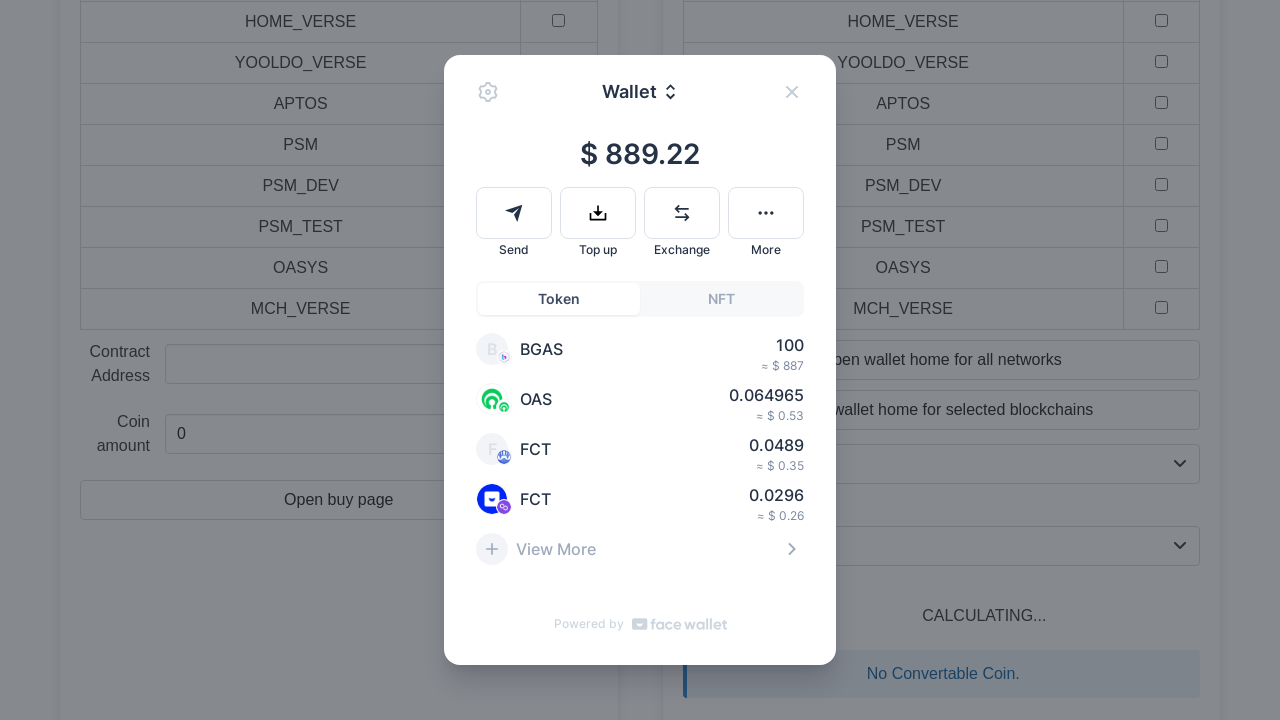 HOME_VERSE
YOOLDO_VERSE
APTOS
PSM
PSM_DEV
PSM_TEST
OASYS
MCH_VERSE
Contract
Address
Coin
amount
0
Open buy page
Wallet
$ 889.22
Send
Top up
Exchange
More
Token
NFT
B
BGAS
100
≈ $ 887
OAS
0.064965
≈ $ 0.53
F
FCT
0.0489
≈ $ 0.35
FCT
0.0296
≈ $ 0.26
View More
Powered by
face wallet
HOME_VERSE
YOOLDO_VERSE
APTOS
PSM
PSM_DEV
PSM_TEST
OASYS
MCH_VERSE
pen wallet home for all networks
wallet home for selected blockchains
CALCULATING...
No Convertable Coin.